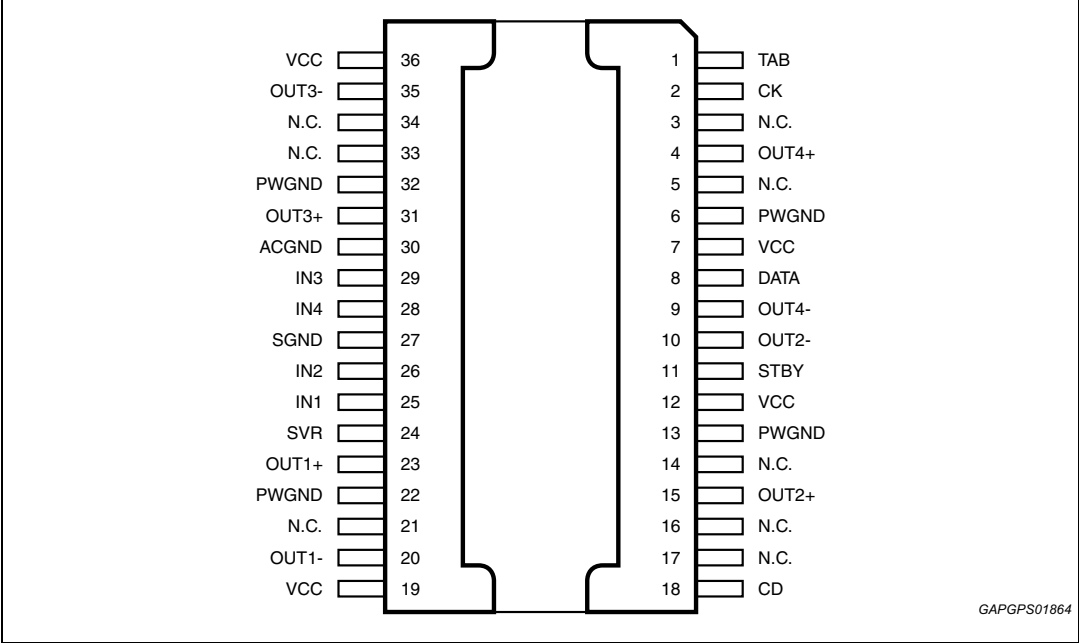 VCC 36 1 TAB
OUT3- 35 2 CK
N.C. 34 3 N.C.
N.C. 33 4 OUT4+
PWGND 32 5 N.C.
OUT3+ 31 6 PWGND
ACGND 30 7 VCC
IN3 29 8 DATA
IN4 28 9 OUT4-
SGND 27 10 OUT2-
IN2 26 11 STBY
IN1 25 12 VCC
SVR 24 13 PWGND
OUT1+ 23 14 N.C.
PWGND 22 15 OUT2+
N.C. 21 16 N.C.
OUT1- 20 17 N.C.
VCC 19 18 CD
GAPGPS01864